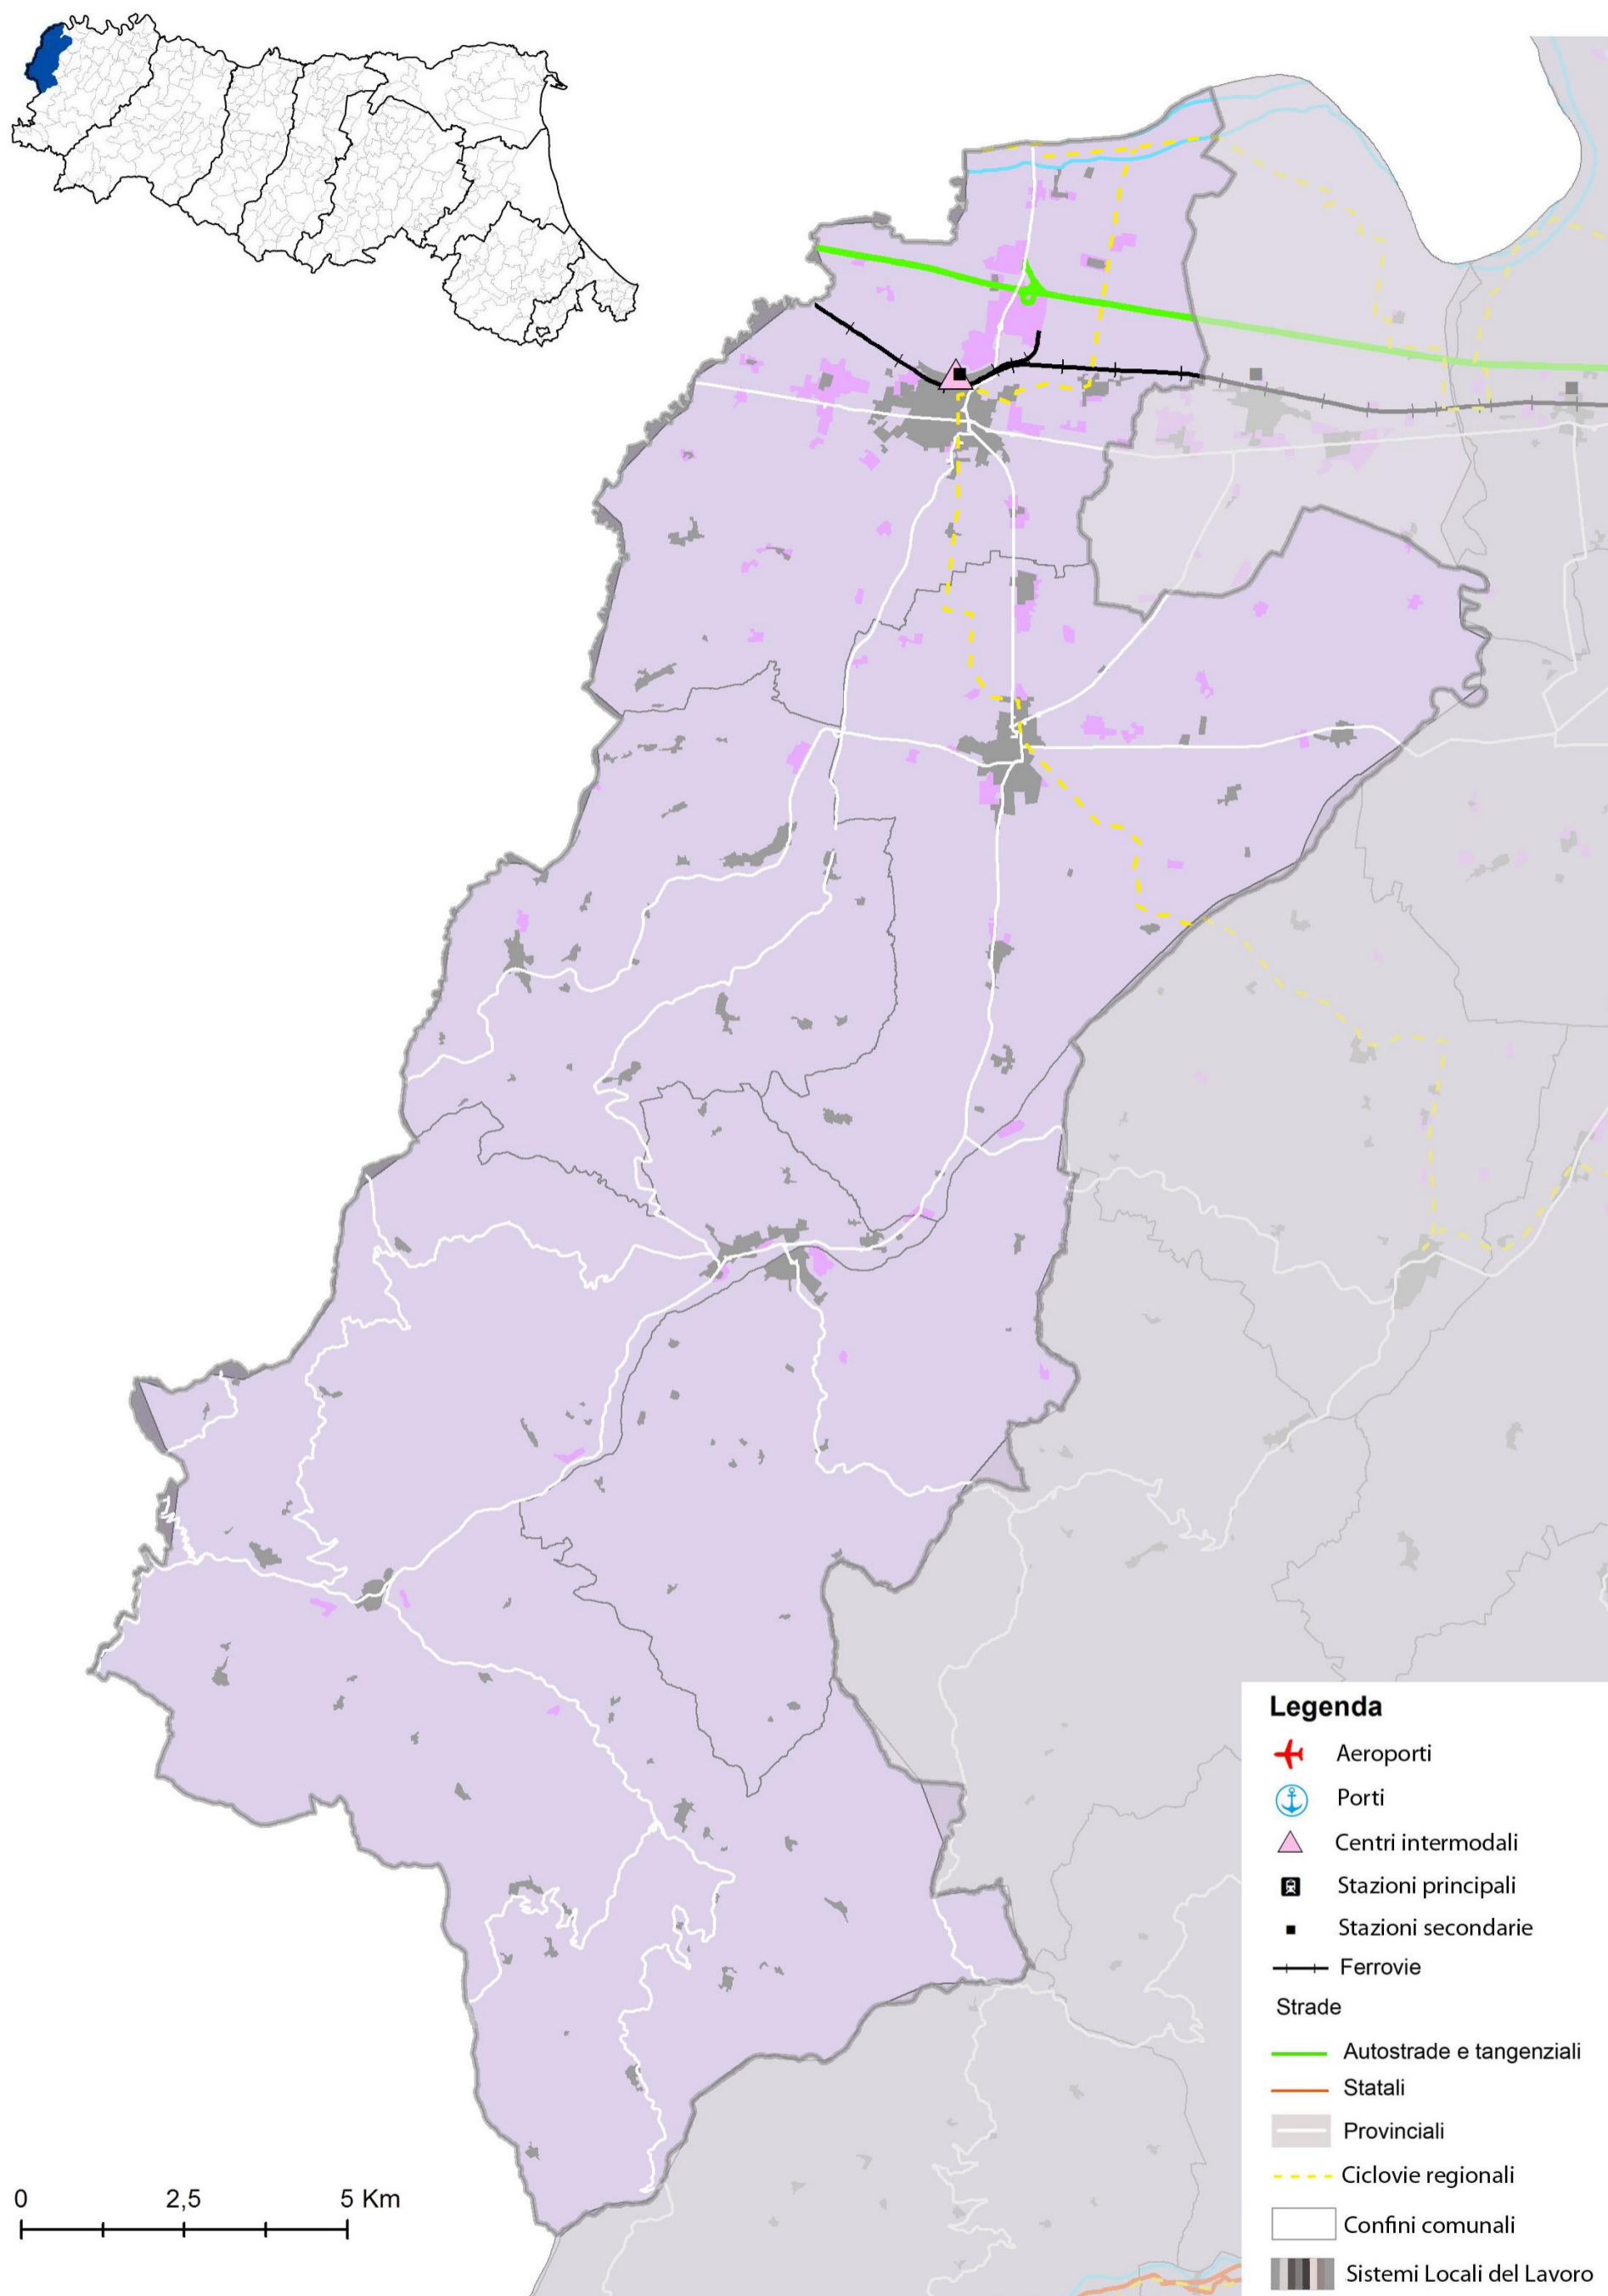 Legenda
Aeroporti
Porti
Centri intermodali
Stazioni principali
Stazioni secondarie
Ferrovie
Strade
Autostrade e tangenziali
Statali
Provinciali
Ciclovie regionali
Confini comunali
Sistemi Locali del Lavoro
0 2,5 5 Km